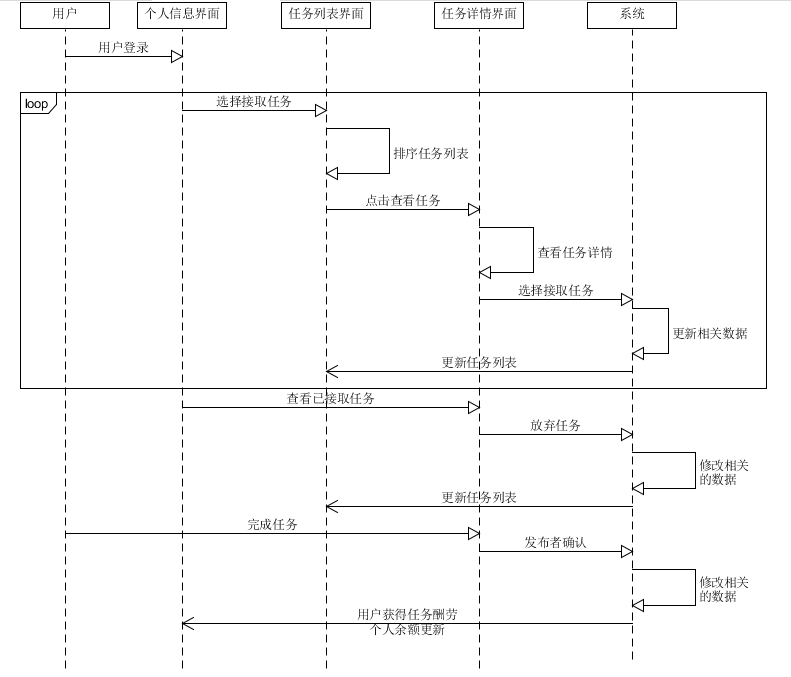 用户
个人信息界面
任务列表界面
任务详情界面
系统
用户登录
loop
选择接取任务
排序任务列表
点击查看任务
查看任务详情
选择接取任务
更新相关数据
更新任务列表
查看已接取任务
放弃任务
修改相关
的数据
更新任务列表
完成任务
发布者确认
修改相关
的数据
用户获得任务酬劳
个人余额更新